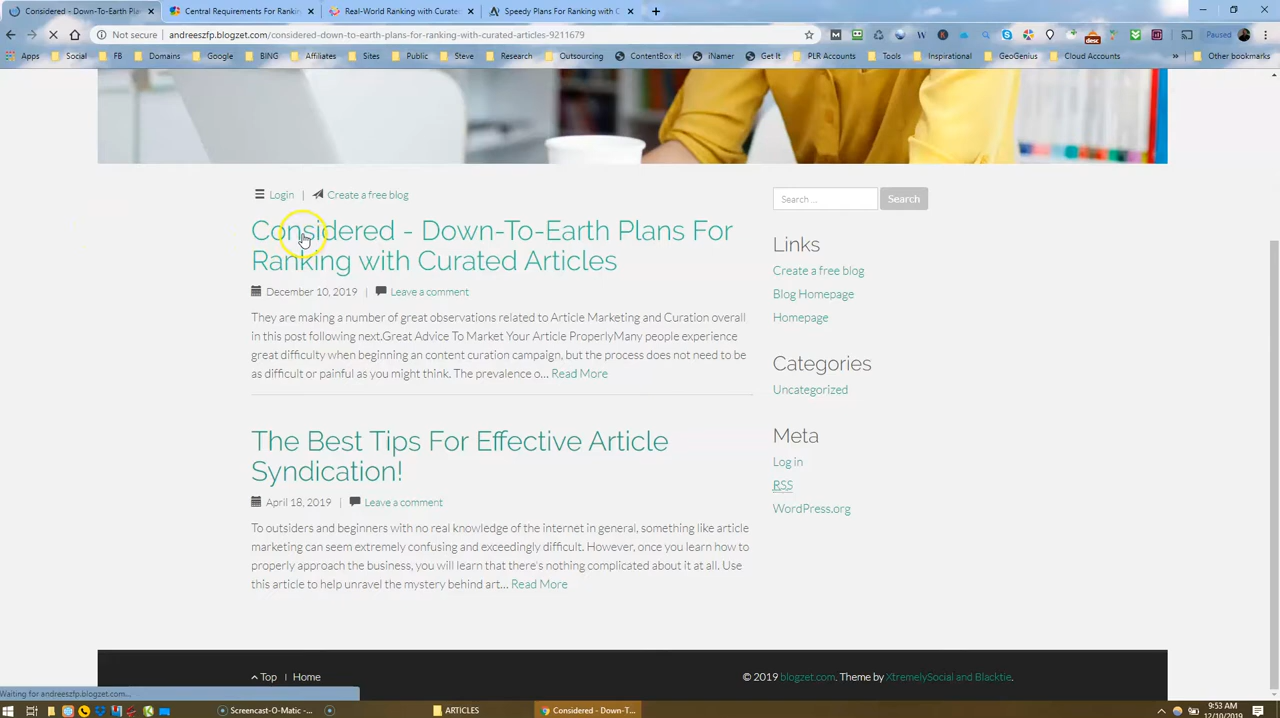 Considered - Down-To-Earth Pla
Central Requirements For Ranking
Real-World Ranking with Curated
Speedy Plans For Ranking with C
Not secure | andreeszfp.blogzet.com/considered-down-to-earth-plans-for-ranking-with-curated-articles-9211679
Paused
Apps Social FB Domains Google BING Affiliates Sites Public Steve Research Outsourcing ContentBox it! iNamer Get It PLR Accounts Tools Inspirational GeoGenius Cloud Accounts » Other bookmarks
Login | Create a free blog
Search ... Search
Considered - Down-To-Earth Plans For
Ranking with Curated Articles
December 10, 2019 | Leave a comment
They are making a number of great observations related to Article Marketing and Curation overall
in this post following next.Great Advice To Market Your Article ProperlyMany people experience
great difficulty when beginning an content curation campaign, but the process does not need to be
as difficult or painful as you might think. The prevalence o... Read More
The Best Tips For Effective Article
Syndication!
April 18, 2019 | Leave a comment
To outsiders and beginners with no real knowledge of the internet in general, something like article
marketing can seem extremely confusing and exceedingly difficult. However, once you learn how to
properly approach the business, you will learn that there's nothing complicated about it at all. Use
this article to help unravel the mystery behind art... Read More
Links
Create a free blog
Blog Homepage
Homepage
Categories
Uncategorized
Meta
Log in
RSS
WordPress.org
Top | Home
© 2019 blogzet.com. Theme by XtremelySocial and Blacktie.
Waiting for andreeszfp.blogzet.com...
Screencast-O-Matic -
ARTICLES
Considered - Down-T...
9:53 AM
12/10/2019